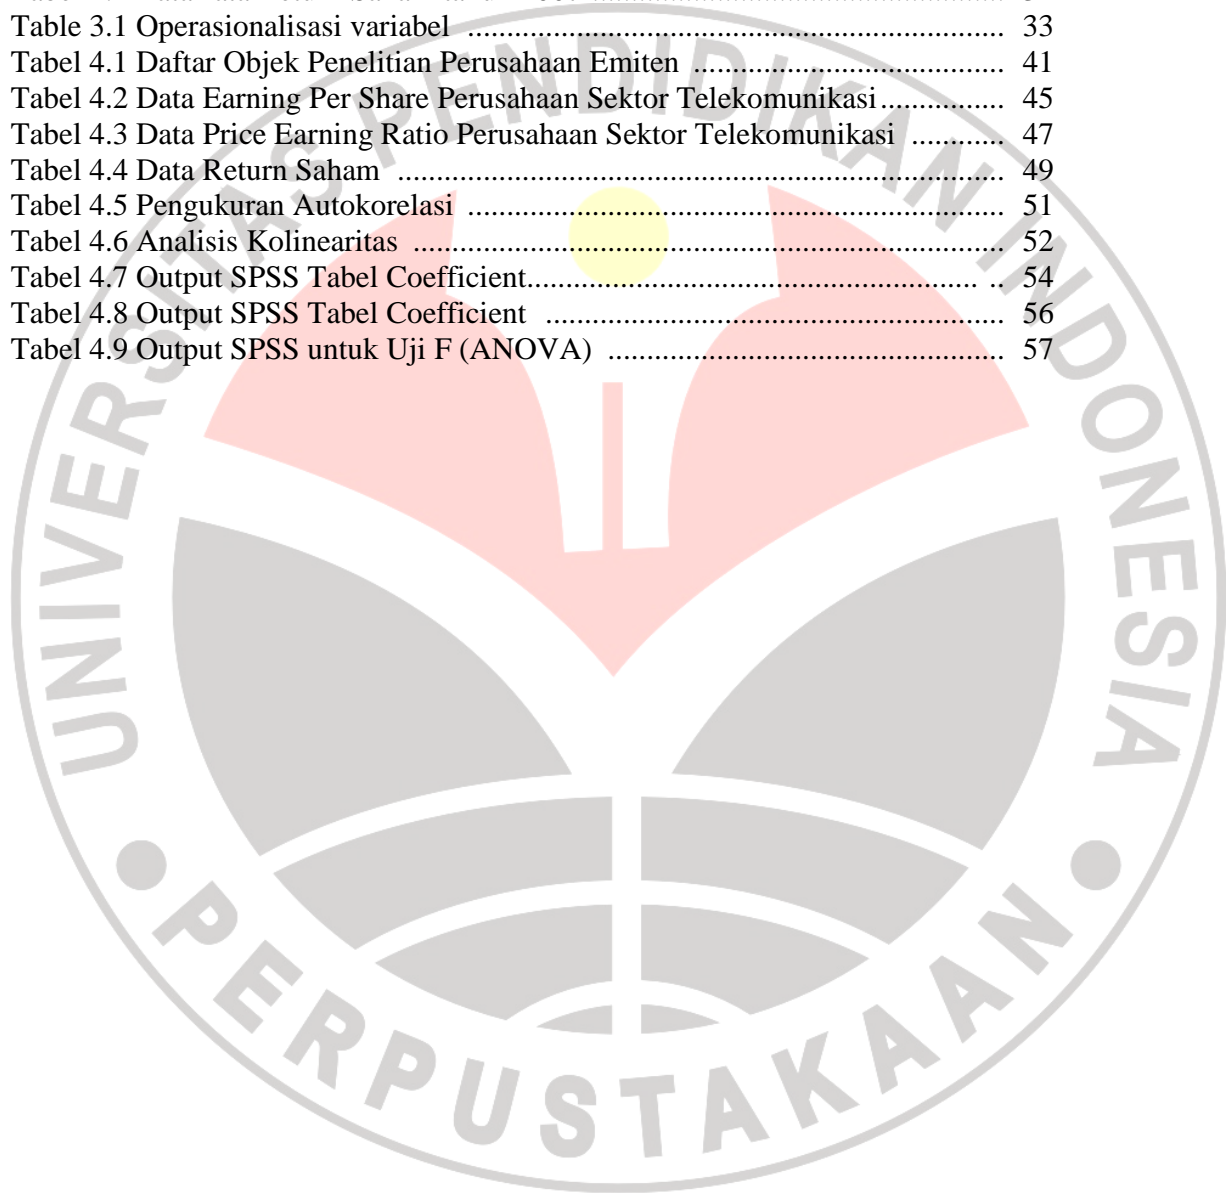 Table 3.1 Operasionalisasi variabel ..................................................................... 33
Tabel 4.1 Daftar Objek Penelitian Perusahaan Emiten ........................................ 41
Tabel 4.2 Data Earning Per Share Perusahaan Sektor Telekomunikasi................ 45
Tabel 4.3 Data Price Earning Ratio Perusahaan Sektor Telekomunikasi ............ 47
Tabel 4.4 Data Return Saham .............................................................................. 49
Tabel 4.5 Pengukuran Autokorelasi ..................................................................... 51
Tabel 4.6 Analisis Kolinearitas ............................................................................ 52
Tabel 4.7 Output SPSS Tabel Coefficient.......................................................... .. 54
Tabel 4.8 Output SPSS Tabel Coefficient ........................................................... 56
Tabel 4.9 Output SPSS untuk Uji F (ANOVA) ................................................... 57
UNIVERSITAS PENDIDIKAN INDONESIA
PERPUSTAKAAN